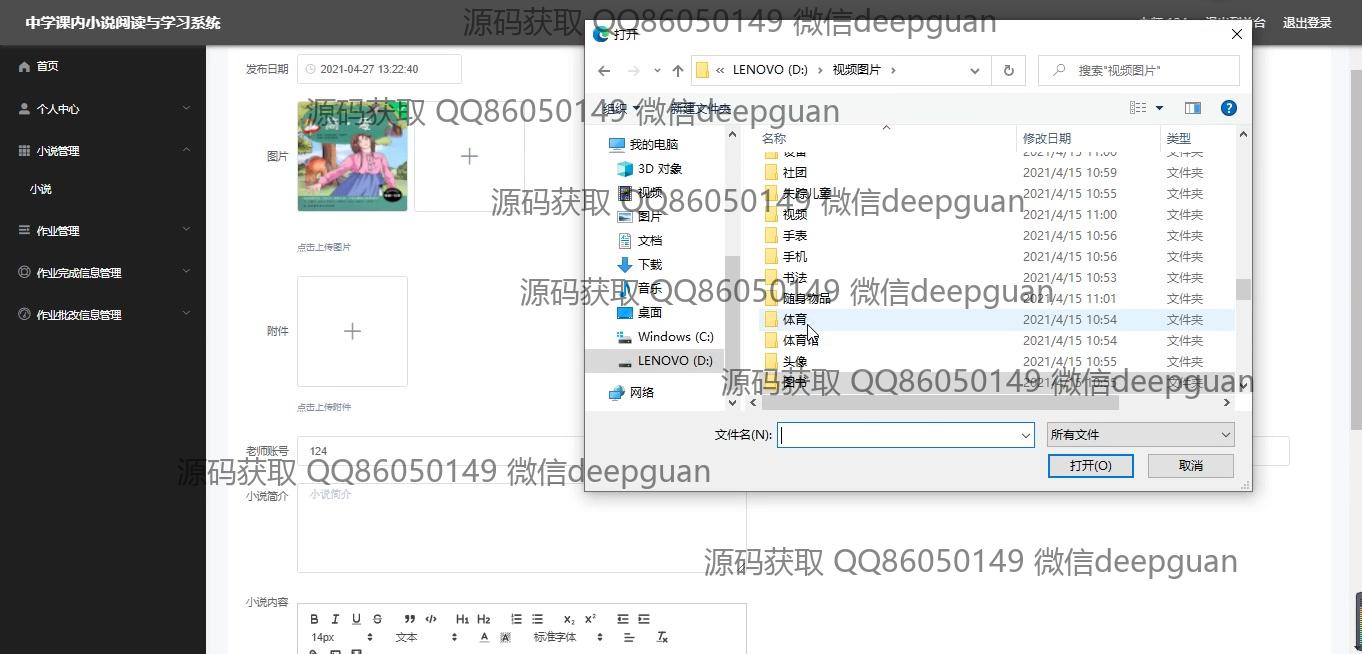 中学课内小说阅读与学习系统
退出登录
首页
个人中心
小说管理
小说
作业管理
作业完成信息管理
作业批改信息管理
发布日期
2021-04-27 13:22:40
图片
点击上传图片
附件
点击上传附件
老师账号
124
小说简介
小说简介
小说内容
B I U S ” </> H1 H2 x₂ x²
14px 文本 A 标准字体
打开
« LENOVO (D:) › 视频图片 ›
搜索"视频图片"
组织 新建文件夹
我的电脑
3D 对象
视频
图片
文档
下载
音乐
桌面
Windows (C:)
LENOVO (D:)
网络
名称 修改日期 类型
设备 2021/4/15 11:00 文件夹
社团 2021/4/15 10:59 文件夹
失踪儿童 2021/4/15 10:55 文件夹
视频 2021/4/15 11:00 文件夹
手表 2021/4/15 10:56 文件夹
手机 2021/4/15 10:56 文件夹
书法 2021/4/15 10:53 文件夹
随身物品 2021/4/15 11:01 文件夹
体育 2021/4/15 10:54 文件夹
体育馆 2021/4/15 10:54 文件夹
头像 2021/4/15 10:55 文件夹
图书 2021/4/15 10:55 文件夹
文件名(N):
所有文件
打开(O)
取消
源码获取 QQ86050149 微信deepguan
源码获取 QQ86050149 微信deepguan
源码获取 QQ86050149 微信deepguan
源码获取 QQ86050149 微信deepguan
源码获取 QQ86050149 微信deepguan
源码获取 QQ86050149 微信deepguan
源码获取 QQ86050149 微信deepguan